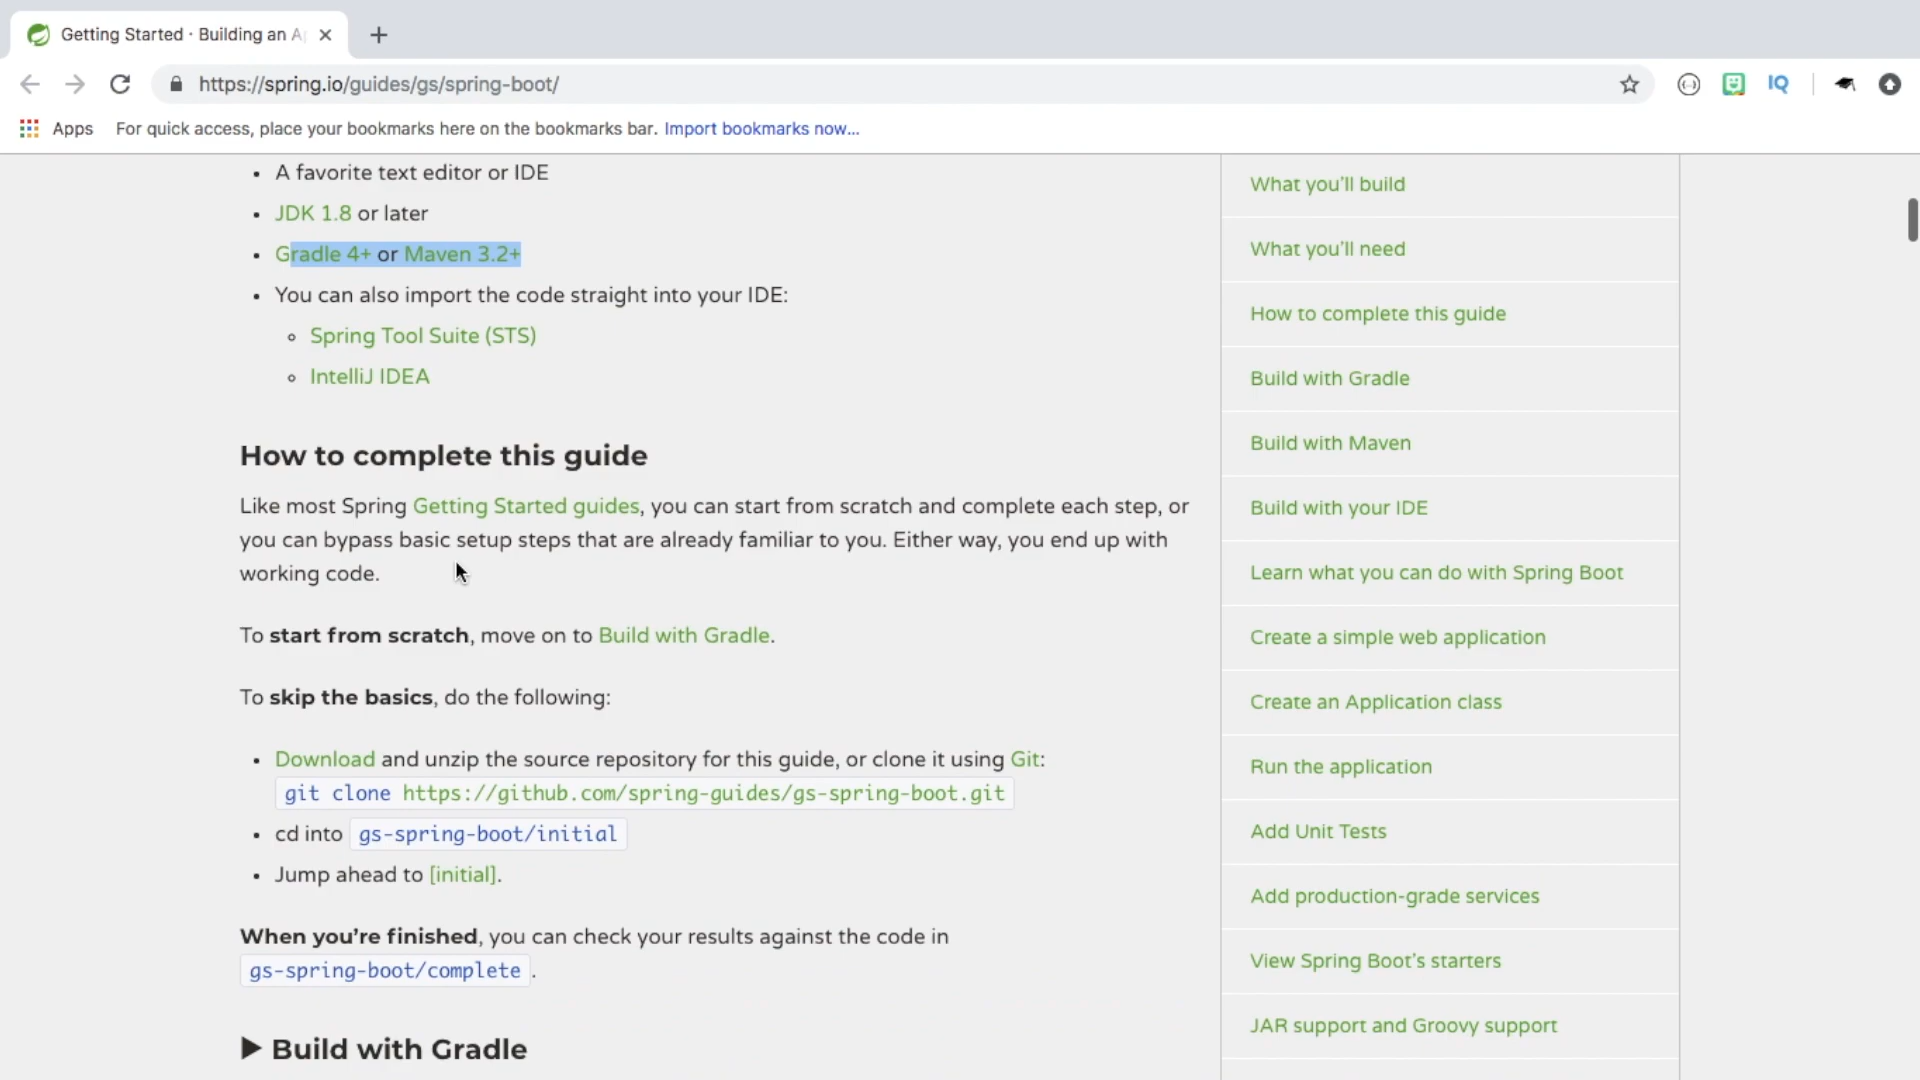 Getting Started · Building an A
https://spring.io/guides/gs/spring-boot/
IQ
Apps
For quick access, place your bookmarks here on the bookmarks bar. Import bookmarks now...
• A favorite text editor or IDE
• JDK 1.8 or later
• Gradle 4+ or Maven 3.2+
• You can also import the code straight into your IDE:
Spring Tool Suite (STS)
IntelliJ IDEA
How to complete this guide
Like most Spring Getting Started guides, you can start from scratch and complete each step, or
you can bypass basic setup steps that are already familiar to you. Either way, you end up with
working code.
To start from scratch, move on to Build with Gradle.
To skip the basics, do the following:
• Download and unzip the source repository for this guide, or clone it using Git:
git clone https://github.com/spring-guides/gs-spring-boot.git
• cd into gs-spring-boot/initial
• Jump ahead to [initial].
When you’re finished, you can check your results against the code in
gs-spring-boot/complete.
Build with Gradle
What you’ll build
What you’ll need
How to complete this guide
Build with Gradle
Build with Maven
Build with your IDE
Learn what you can do with Spring Boot
Create a simple web application
Create an Application class
Run the application
Add Unit Tests
Add production-grade services
View Spring Boot’s starters
JAR support and Groovy support